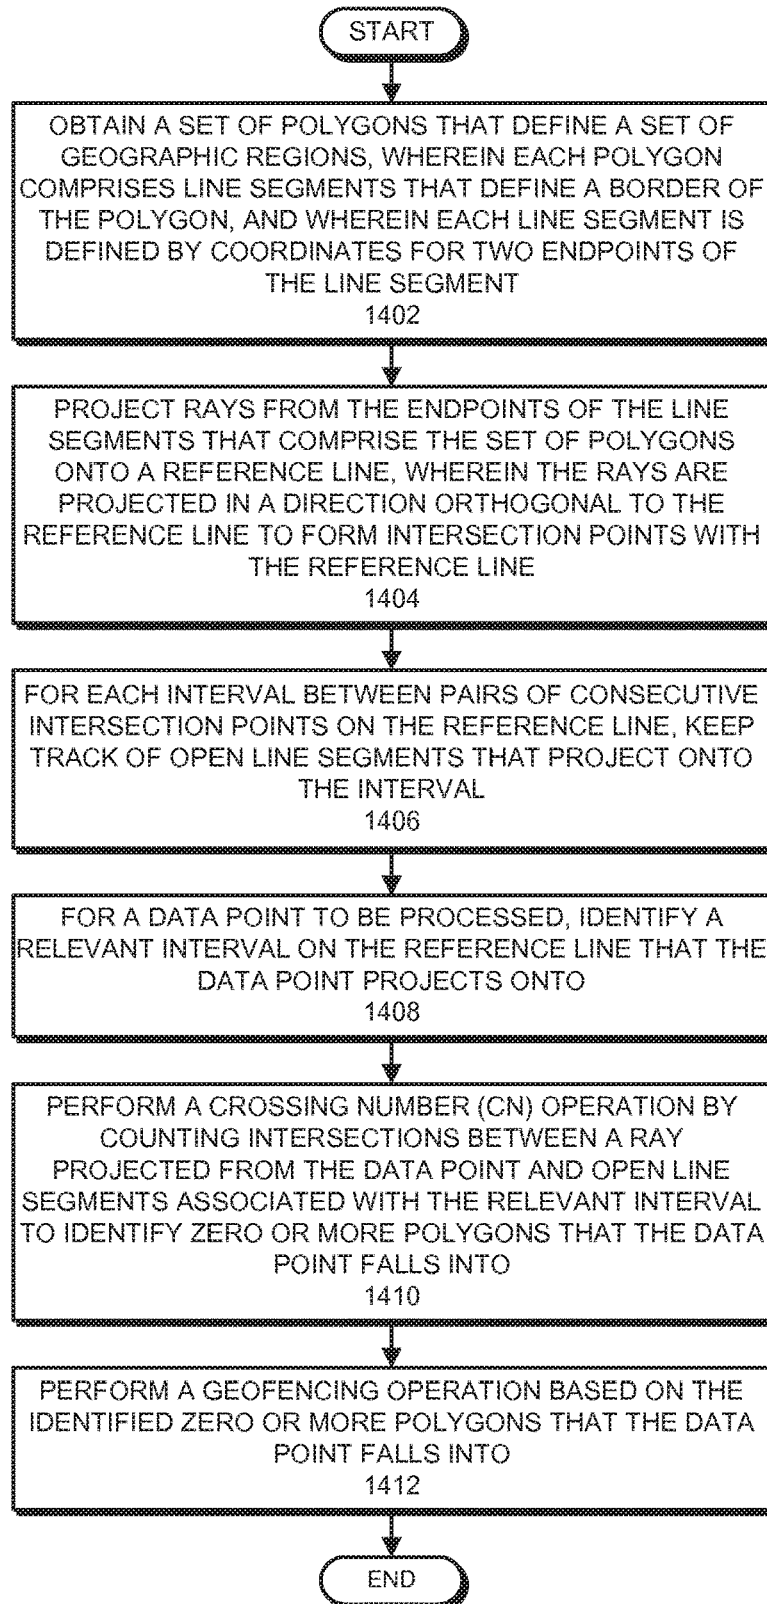 START
OBTAIN A SET OF POLYGONS THAT DEFINE A SET OF
GEOGRAPHIC REGIONS, WHEREIN EACH POLYGON
COMPRISES LINE SEGMENTS THAT DEFINE A BORDER OF
THE POLYGON, AND WHEREIN EACH LINE SEGMENT IS
DEFINED BY COORDINATES FOR TWO ENDPOINTS OF
THE LINE SEGMENT
1402
PROJECT RAYS FROM THE ENDPOINTS OF THE LINE
SEGMENTS THAT COMPRISE THE SET OF POLYGONS
ONTO A REFERENCE LINE, WHEREIN THE RAYS ARE
PROJECTED IN A DIRECTION ORTHOGONAL TO THE
REFERENCE LINE TO FORM INTERSECTION POINTS WITH
THE REFERENCE LINE
1404
FOR EACH INTERVAL BETWEEN PAIRS OF CONSECUTIVE
INTERSECTION POINTS ON THE REFERENCE LINE, KEEP
TRACK OF OPEN LINE SEGMENTS THAT PROJECT ONTO
THE INTERVAL
1406
FOR A DATA POINT TO BE PROCESSED, IDENTIFY A
RELEVANT INTERVAL ON THE REFERENCE LINE THAT THE
DATA POINT PROJECTS ONTO
1408
PERFORM A CROSSING NUMBER (CN) OPERATION BY
COUNTING INTERSECTIONS BETWEEN A RAY
PROJECTED FROM THE DATA POINT AND OPEN LINE
SEGMENTS ASSOCIATED WITH THE RELEVANT INTERVAL
TO IDENTIFY ZERO OR MORE POLYGONS THAT THE DATA
POINT FALLS INTO
1410
PERFORM A GEOFENCING OPERATION BASED ON THE
IDENTIFIED ZERO OR MORE POLYGONS THAT THE DATA
POINT FALLS INTO
1412
END